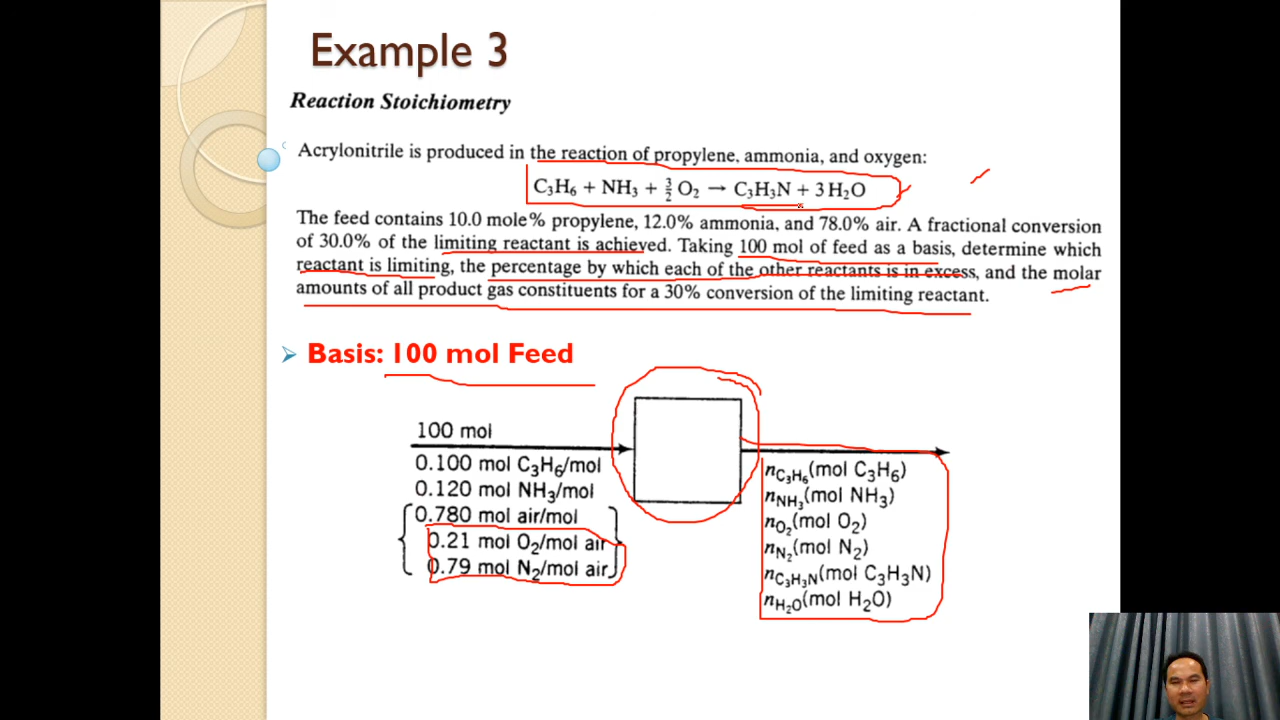 Example 3
Reaction Stoichiometry
Acrylonitrile is produced in the reaction of propylene, ammonia, and oxygen:
C₃H₆ + NH₃ + 3/2 O₂ → C₃H₃N + 3 H₂O
The feed contains 10.0 mole% propylene, 12.0% ammonia, and 78.0% air. A fractional conversion
of 30.0% of the limiting reactant is achieved. Taking 100 mol of feed as a basis, determine which
reactant is limiting, the percentage by which each of the other reactants is in excess, and the molar
amounts of all product gas constituents for a 30% conversion of the limiting reactant.
➢ Basis: 100 mol Feed
100 mol
0.100 mol C₃H₆/mol
0.120 mol NH₃/mol
0.780 mol air/mol
0.21 mol O₂/mol air
0.79 mol N₂/mol air
nC₃H₆(mol C₃H₆)
nNH₃(mol NH₃)
nO₂(mol O₂)
nN₂(mol N₂)
nC₃H₃N(mol C₃H₃N)
nH₂O(mol H₂O)